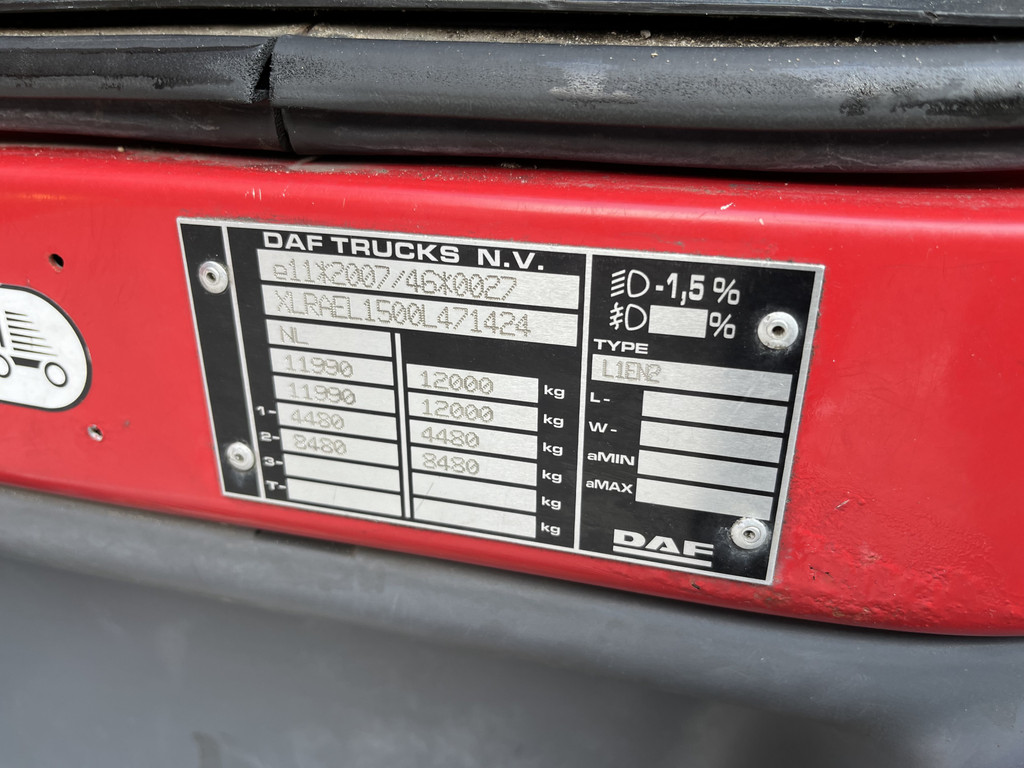 DAF TRUCKS N.V.
e11*2007/46*0027
XLRAEL1500L471424
NL
11990 12000 kg
11990 12000 kg
1- 4480 4480 kg
2- 8480 8480 kg
3- kg
T- kg
-1,5 %
%
TYPE
L1EN2
L-
W-
aMIN
aMAX
DAF